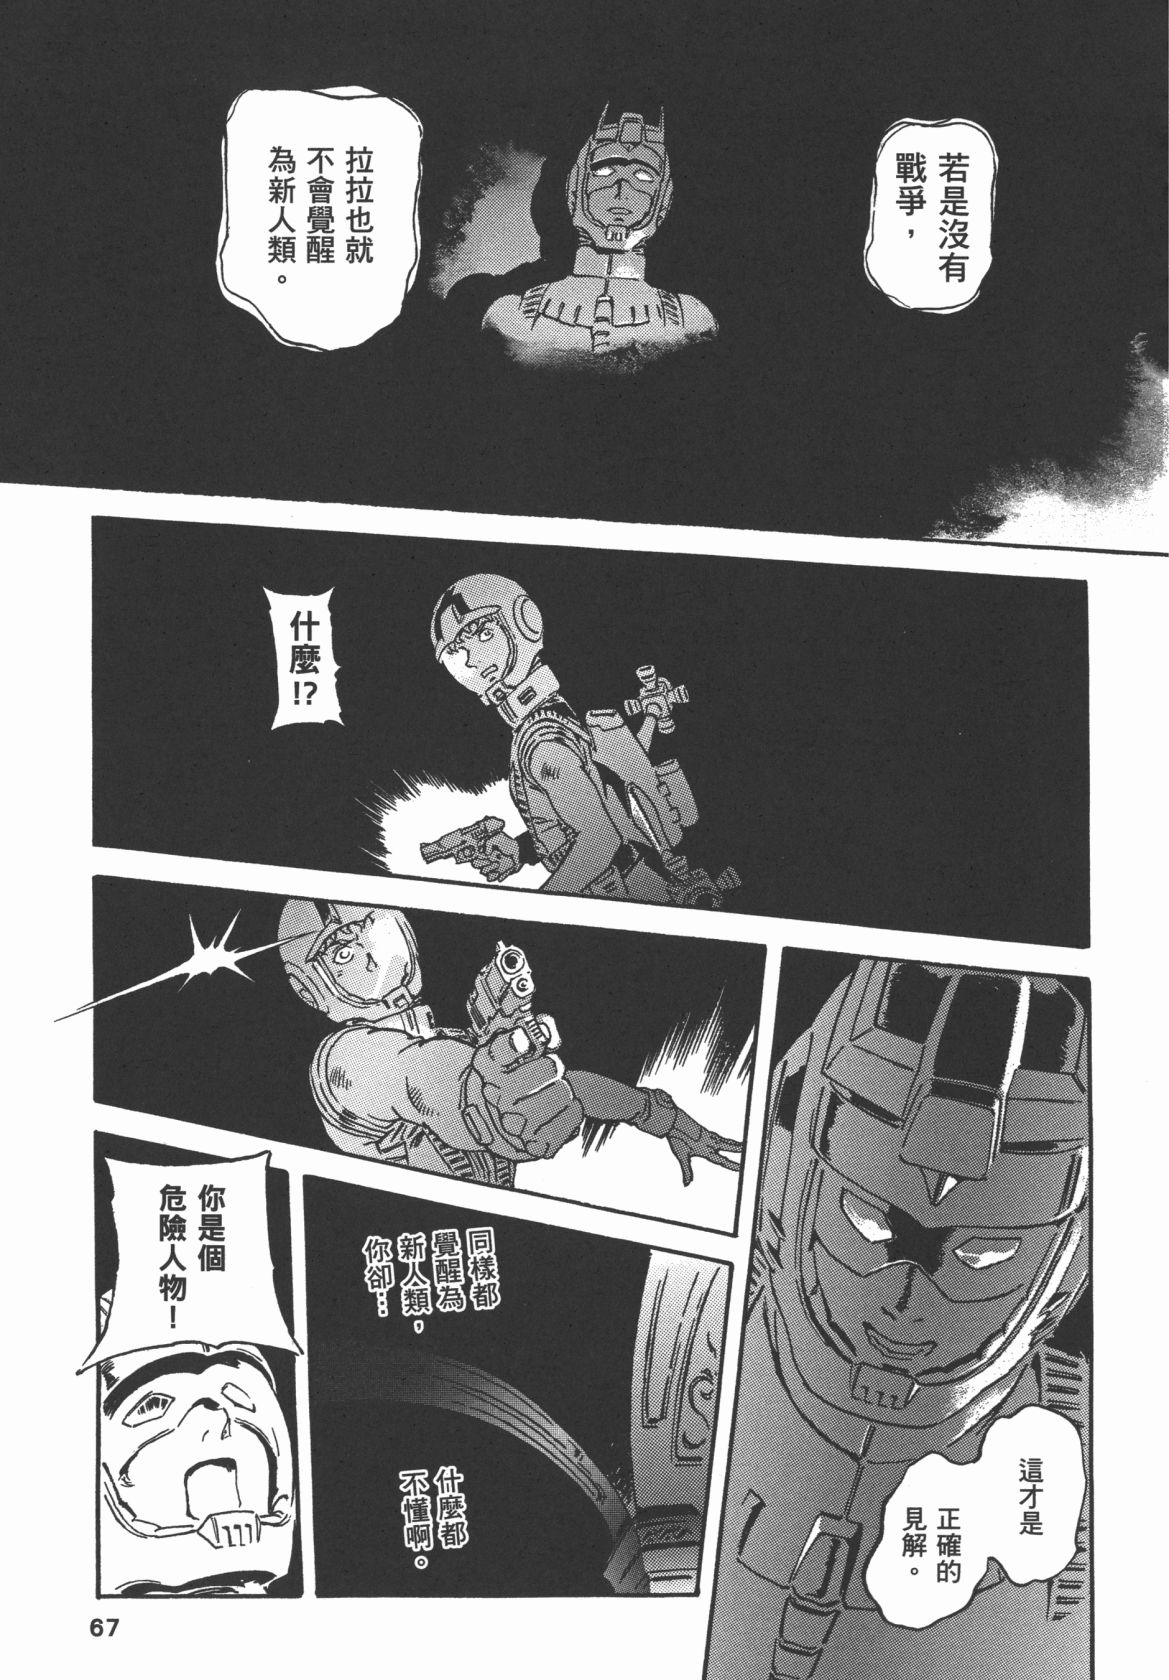 若是沒有
戰爭，
拉拉也就
不會覺醒
為新人類。
什麼!?
這才是
正確的
見解。
同樣都
覺醒為
新人類，
你卻…
什麼都
不懂啊。
你是個
危險人物！
67